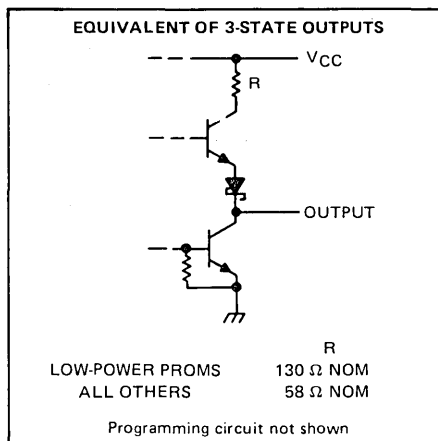 EQUIVALENT OF 3-STATE OUTPUTS
VCC
R
OUTPUT
R
LOW-POWER PROMS 130 Ω NOM
ALL OTHERS 58 Ω NOM
Programming circuit not shown